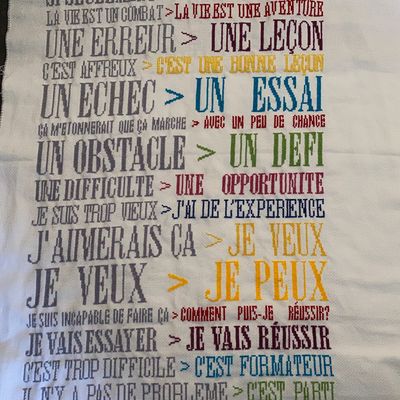 LA VIE EST UN COMBAT > LA VIE EST UNE AVENTURE
UNE ERREUR > UNE LEÇON
C'EST AFFREUX > C'EST UNE BONNE LEÇON
UN ECHEC > UN ESSAI
ÇA M'ETONNERAIT QUE ÇA MARCHE > AVEC UN PEU DE CHANCE
UN OBSTACLE > UN DEFI
UNE DIFFICULTE > UNE OPPORTUNITE
JE SUIS TROP VIEUX > J'AI DE L'EXPERIENCE
J'AIMERAIS ÇA > JE VEUX
JE VEUX > JE PEUX
JE SUIS INCAPABLE DE FAIRE ÇA > COMMENT PUIS-JE RÉUSSIR?
JE VAIS ESSAYER > JE VAIS RÉUSSIR
C'EST TROP DIFFICILE > C'EST FORMATEUR
IL N'Y A PAS DE PROBLEME > C'EST PARTI